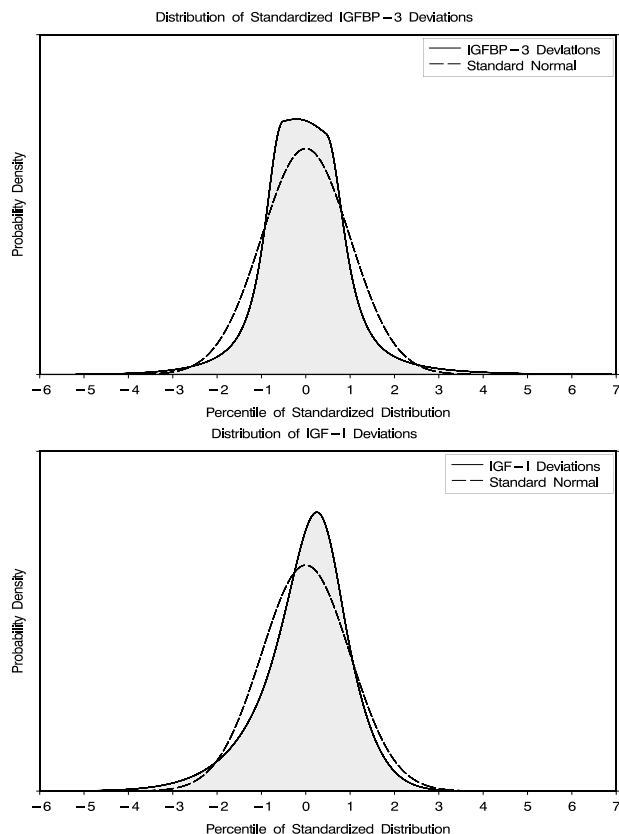 Distribution of Standardized IGFBP-3 Deviations
IGFBP-3 Deviations
Standard Normal
Probability Density
-6 -5 -4 -3 -2 -1 0 1 2 3 4 5 6 7
Percentile of Standardized Distribution
Distribution of IGF-I Deviations
IGF-I Deviations
Standard Normal
Probability Density
-6 -5 -4 -3 -2 -1 0 1 2 3 4 5 6 7
Percentile of Standardized Distribution